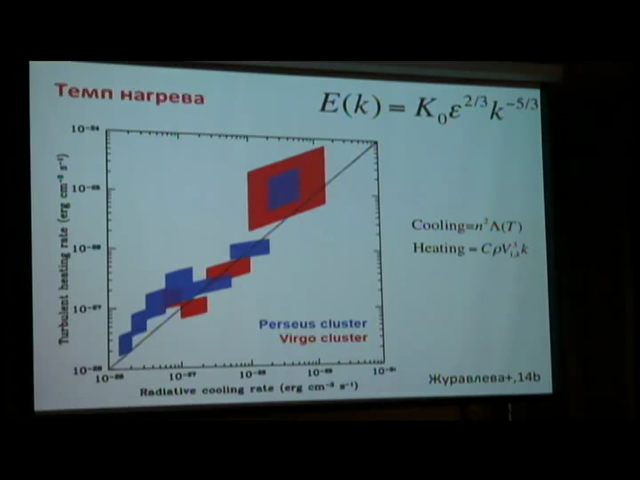 Темп нагрева
E(k) = K₀ε^{2/3}k^{-5/3}
Turbulent heating rate (erg cm⁻³ s⁻¹)
Cooling=n²Λ(T)
Heating = CρV³₁,ₖk
Perseus cluster
Virgo cluster
Radiative cooling rate (erg cm⁻³ s⁻¹)
Журавлева+,14b